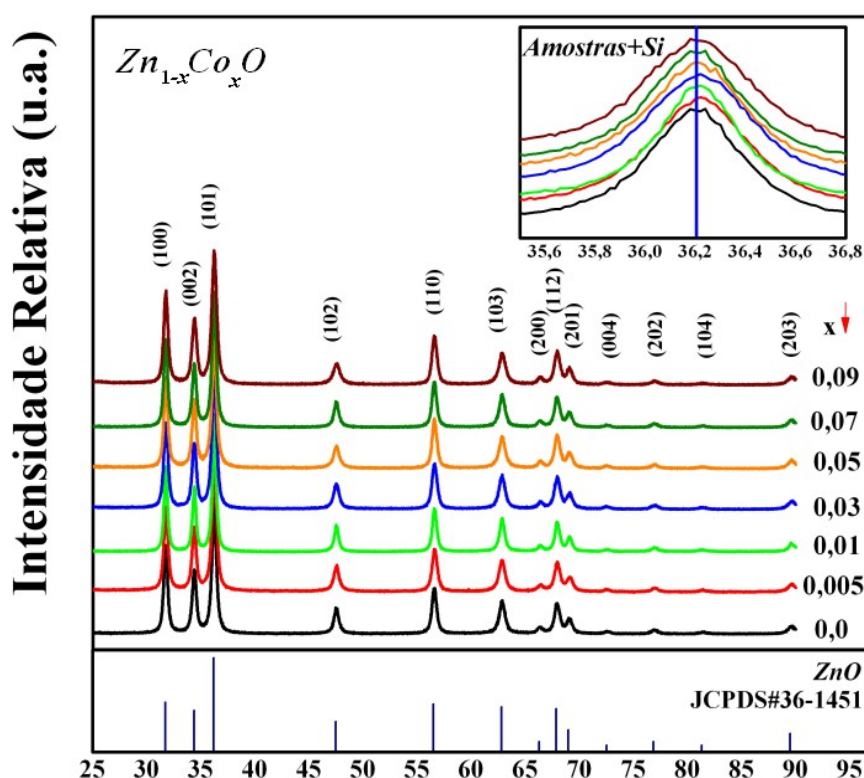 Intensidade Relativa (u.a.)
Zn1-xCoxO
Amostras+Si
35,6 35,8 36,0 36,2 36,4 36,6 36,8
(100)
(002)
(101)
(102)
(110)
(103)
(200)
(112)
(201)
(004)
(202)
(104)
(203)
x
0,09
0,07
0,05
0,03
0,01
0,005
0,0
ZnO
JCPDS#36-1451
25 30 35 40 45 50 55 60 65 70 75 80 85 90 95